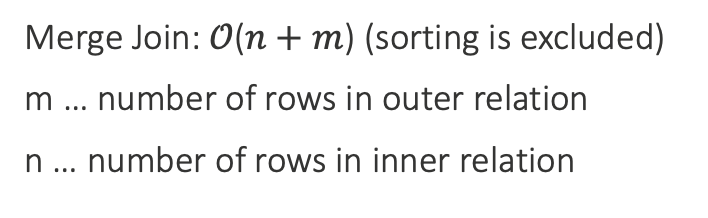 Merge Join: 𝒪(n + m) (sorting is excluded)
m ... number of rows in outer relation
n ... number of rows in inner relation